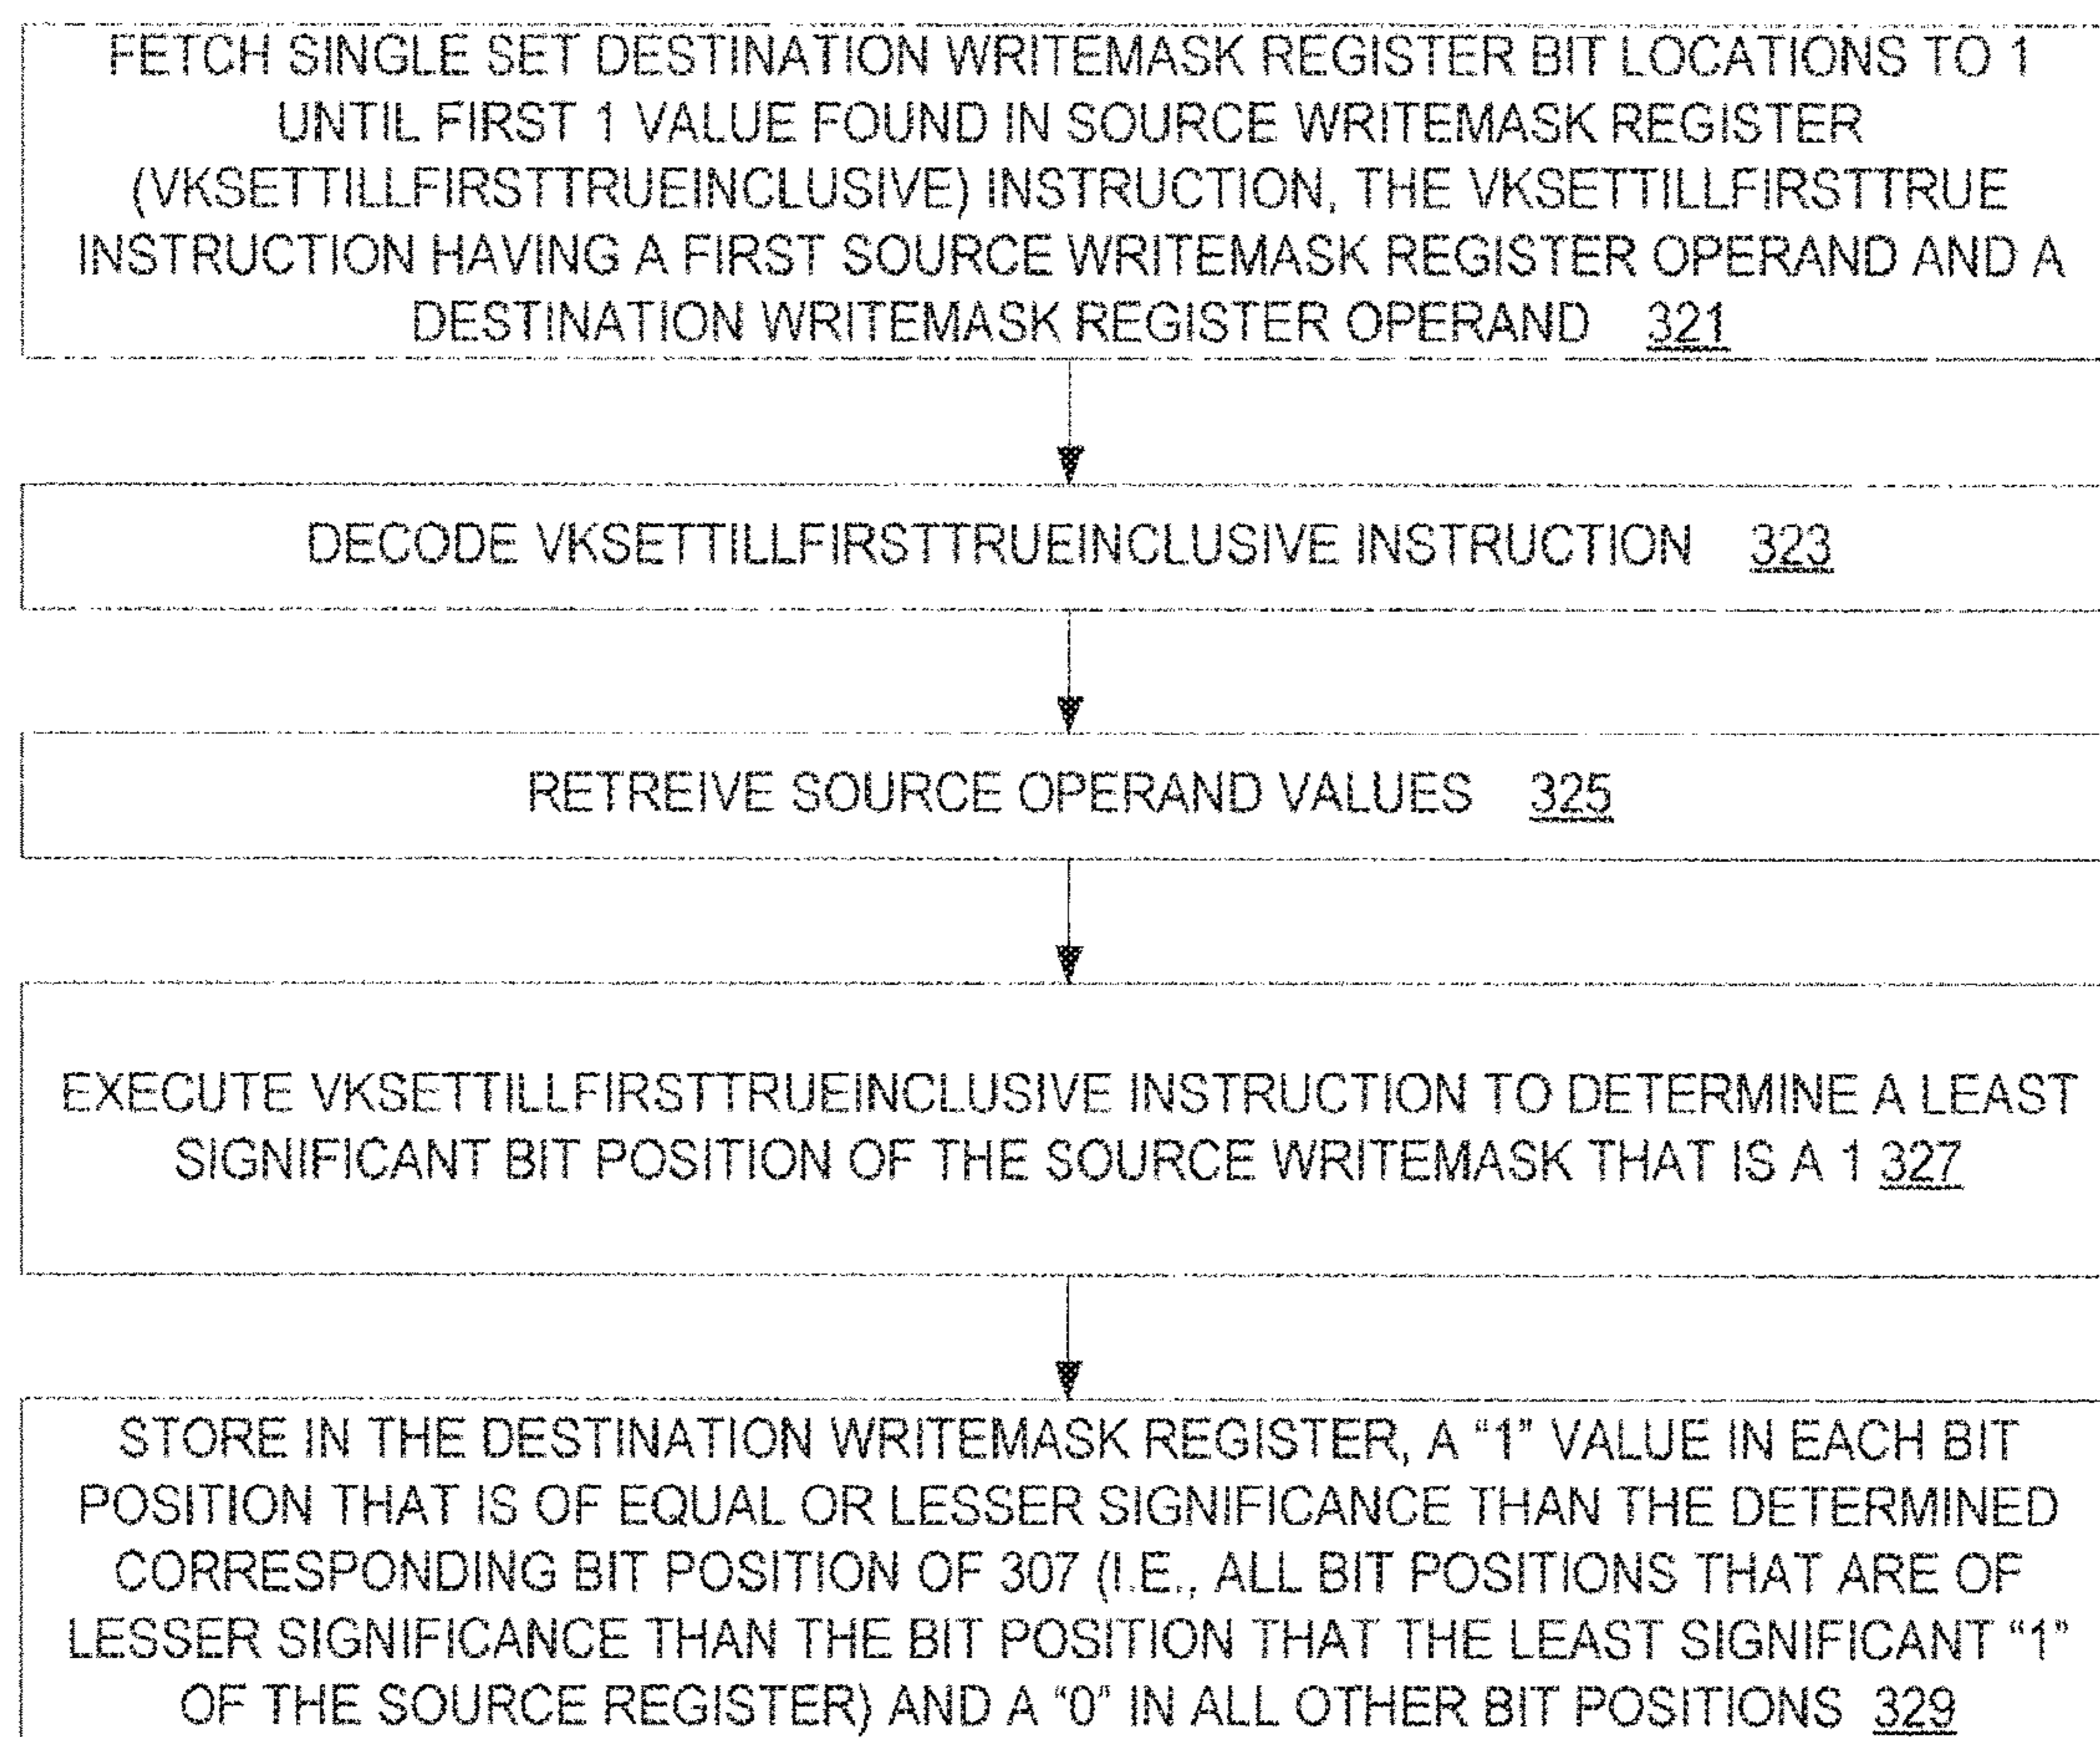 FETCH SINGLE SET DESTINATION WRITEMASK REGISTER BIT LOCATIONS TO 1
UNTIL FIRST 1 VALUE FOUND IN SOURCE WRITEMASK REGISTER
(VKSETTILLFIRSTTRUEINCLUSIVE) INSTRUCTION, THE VKSETTILLFIRSTTRUE
INSTRUCTION HAVING A FIRST SOURCE WRITEMASK REGISTER OPERAND AND A
DESTINATION WRITEMASK REGISTER OPERAND 321
DECODE VKSETTILLFIRSTTRUEINCLUSIVE INSTRUCTION 323
RETREIVE SOURCE OPERAND VALUES 325
EXECUTE VKSETTILLFIRSTTRUEINCLUSIVE INSTRUCTION TO DETERMINE A LEAST
SIGNIFICANT BIT POSITION OF THE SOURCE WRITEMASK THAT IS A 1 327
STORE IN THE DESTINATION WRITEMASK REGISTER, A “1” VALUE IN EACH BIT
POSITION THAT IS OF EQUAL OR LESSER SIGNIFICANCE THAN THE DETERMINED
CORRESPONDING BIT POSITION OF 307 (I.E., ALL BIT POSITIONS THAT ARE OF
LESSER SIGNIFICANCE THAN THE BIT POSITION THAT THE LEAST SIGNIFICANT “1”
OF THE SOURCE REGISTER) AND A “0” IN ALL OTHER BIT POSITIONS 329